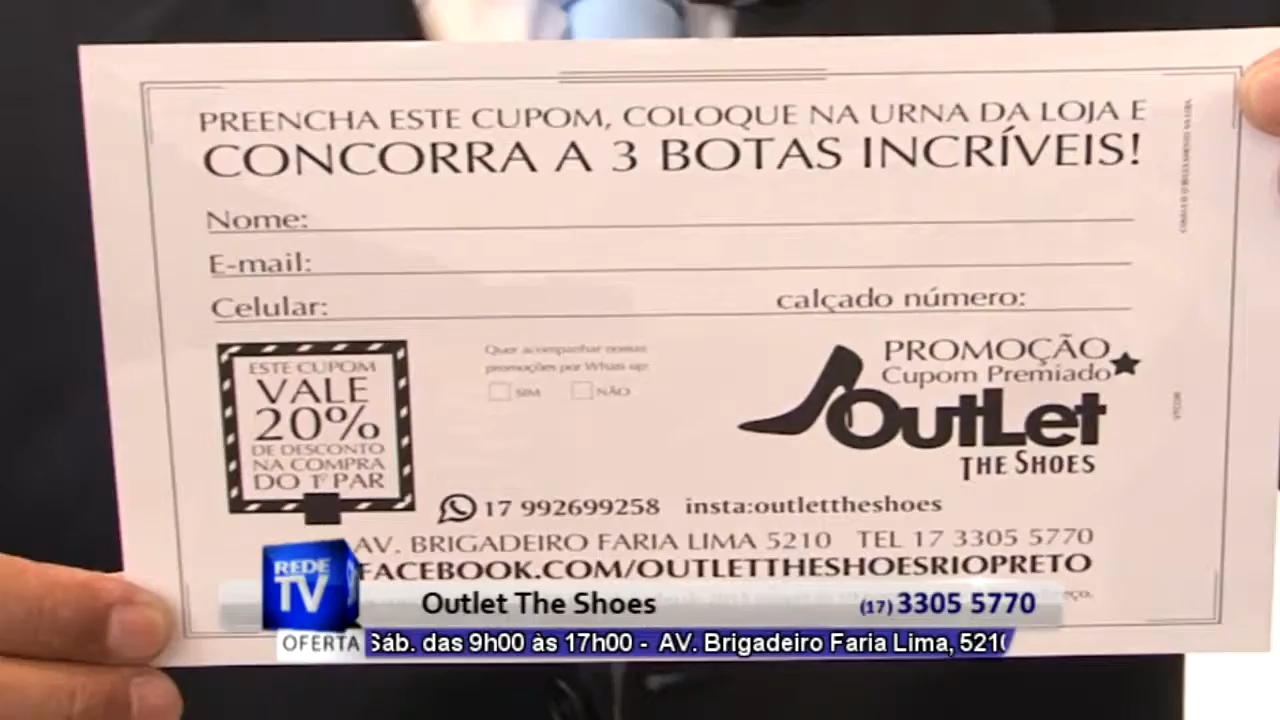 PREENCHA ESTE CUPOM, COLOQUE NA URNA DA LOJA E
CONCORRA A 3 BOTAS INCRÍVEIS!
Nome:
E-mail:
Celular:
calçado número:
ESTE CUPOM
VALE
20%
DE DESCONTO
NA COMPRA
DO 1º PAR
Quer acompanhar nossas
promoções por Whats up?
SIM
NÃO
PROMOÇÃO
Cupom Premiado
OutLet
THE SHOES
17 992699258 insta:outlettheshoes
AV. BRIGADEIRO FARIA LIMA 5210 TEL 17 3305 5770
FACEBOOK.COM/OUTLETTHESHOESRIOPRETO
REDE
TV
OFERTA
Outlet The Shoes
(17) 3305 5770
Sáb. das 9h00 às 17h00 - AV. Brigadeiro Faria Lima, 5210